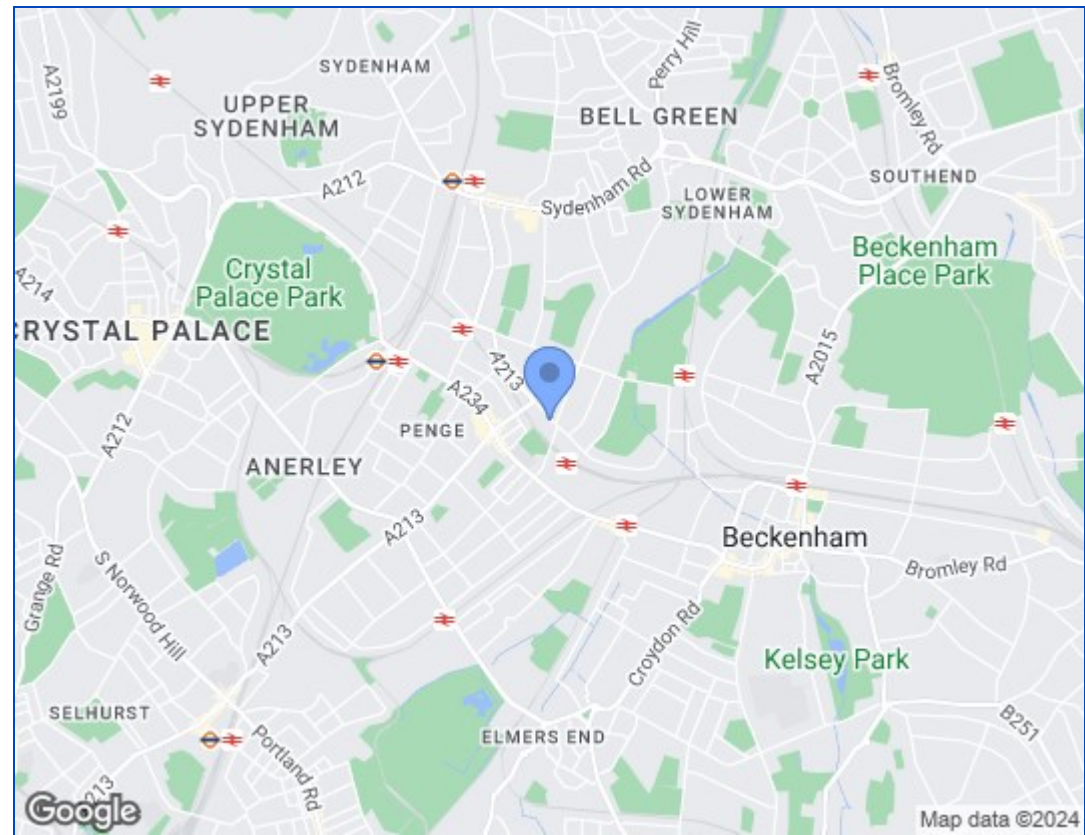 SYDENHAM
Perry Hill
A2199
UPPER
SYDENHAM
BELL GREEN
Bromley Rd
A212
Sydenham Rd
SOUTHEND
LOWER
SYDENHAM
Crystal
Palace Park
Beckenham
Place Park
A214
CRYSTAL PALACE
A213
A2015
A234
A212
PENGE
ANERLEY
A213
Beckenham
Bromley Rd
Grange Rd
S Norwood Hill
Croydon Rd
A213
Kelsey Park
SELHURST
B251
Portland Rd
ELMERS END
A213
Google
Map data ©2024